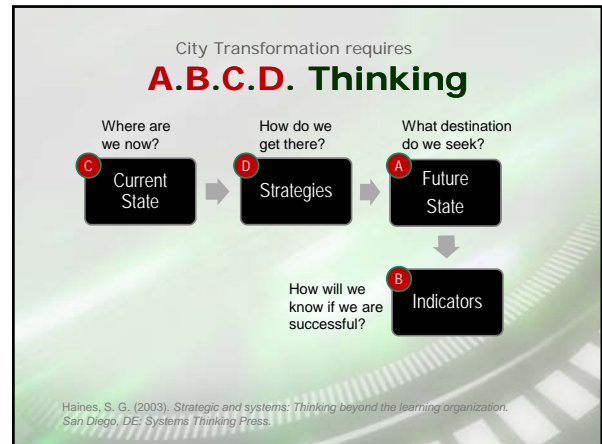 City Transformation requires
A.B.C.D. Thinking
Where are
we now?
How do we
get there?
What destination
do we seek?
C
Current
State
D
Strategies
A
Future
State
How will we
know if we are
successful?
B
Indicators
Haines, S. G. (2003). Strategic and systems: Thinking beyond the learning organization.
San Diego, DE: Systems Thinking Press.